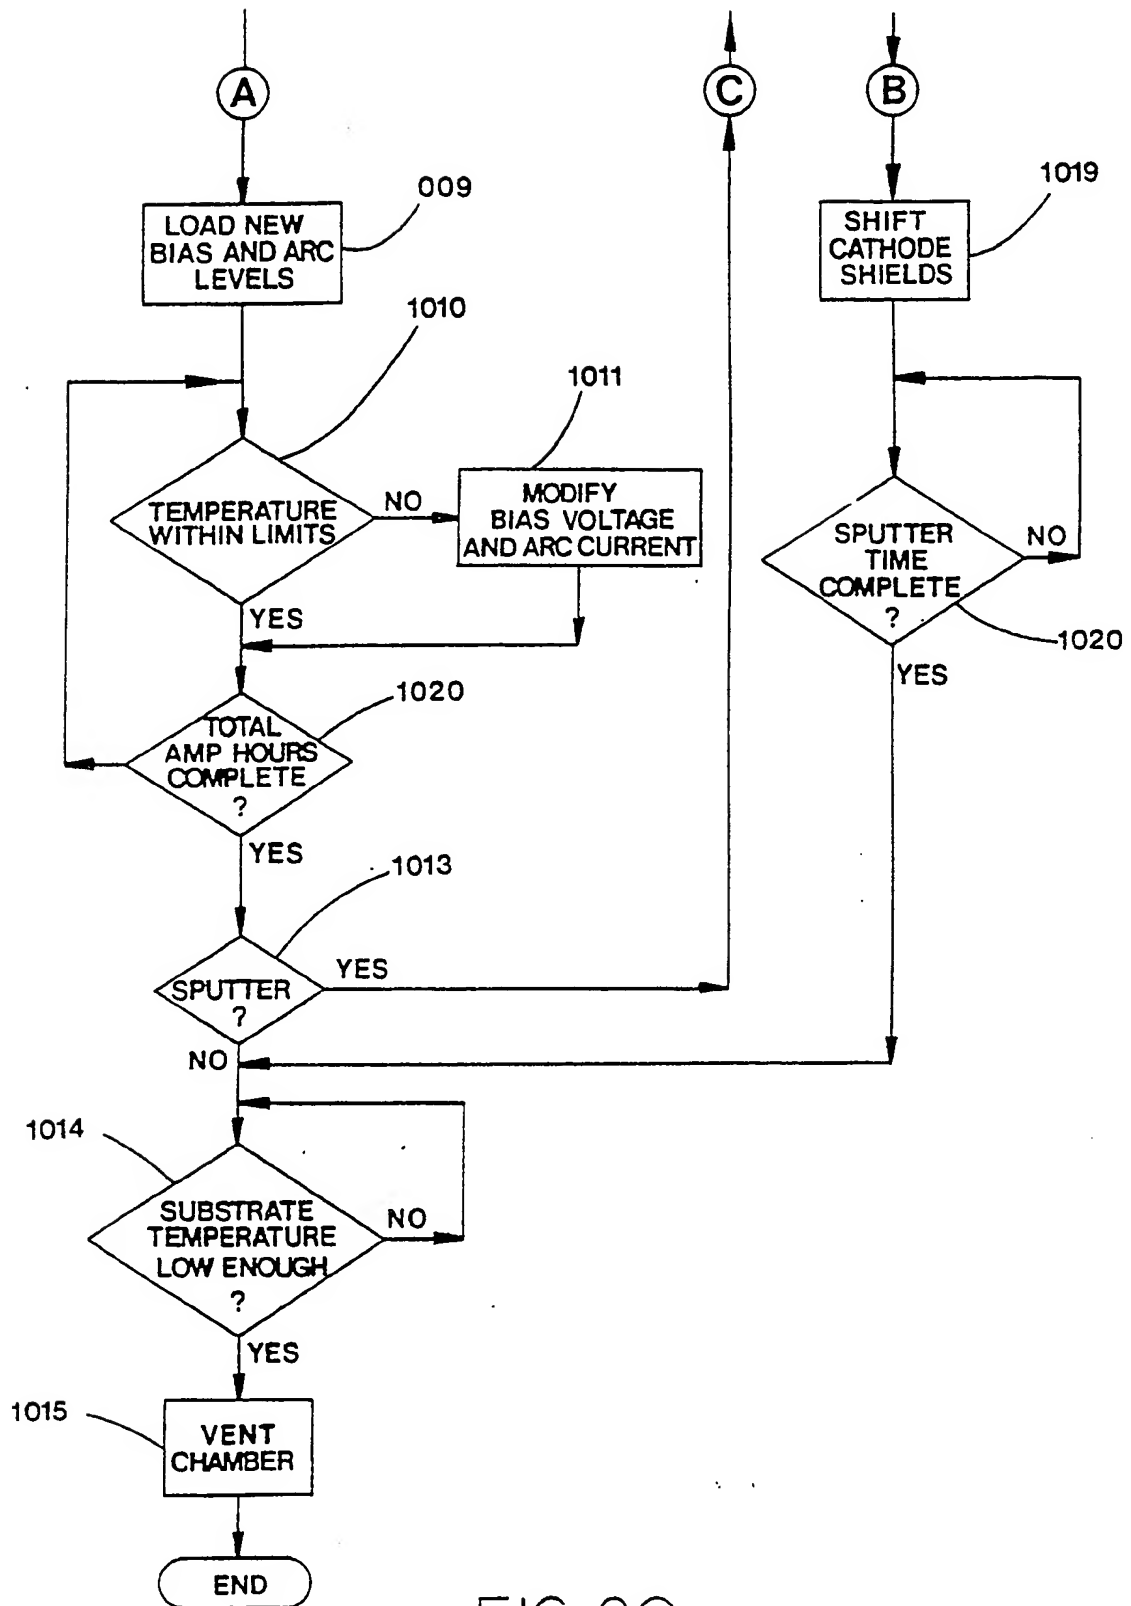 A
C
B
009
LOAD NEW
BIAS AND ARC
LEVELS
1019
SHIFT
CATHODE
SHIELDS
1010
1011
TEMPERATURE
WITHIN LIMITS
NO
MODIFY
BIAS VOLTAGE
AND ARC CURRENT
YES
SPUTTER
TIME
COMPLETE
?
NO
1020
YES
1020
TOTAL
AMP HOURS
COMPLETE
?
YES
1013
SPUTTER
?
YES
NO
1014
SUBSTRATE
TEMPERATURE
LOW ENOUGH
?
NO
YES
1015
VENT
CHAMBER
END